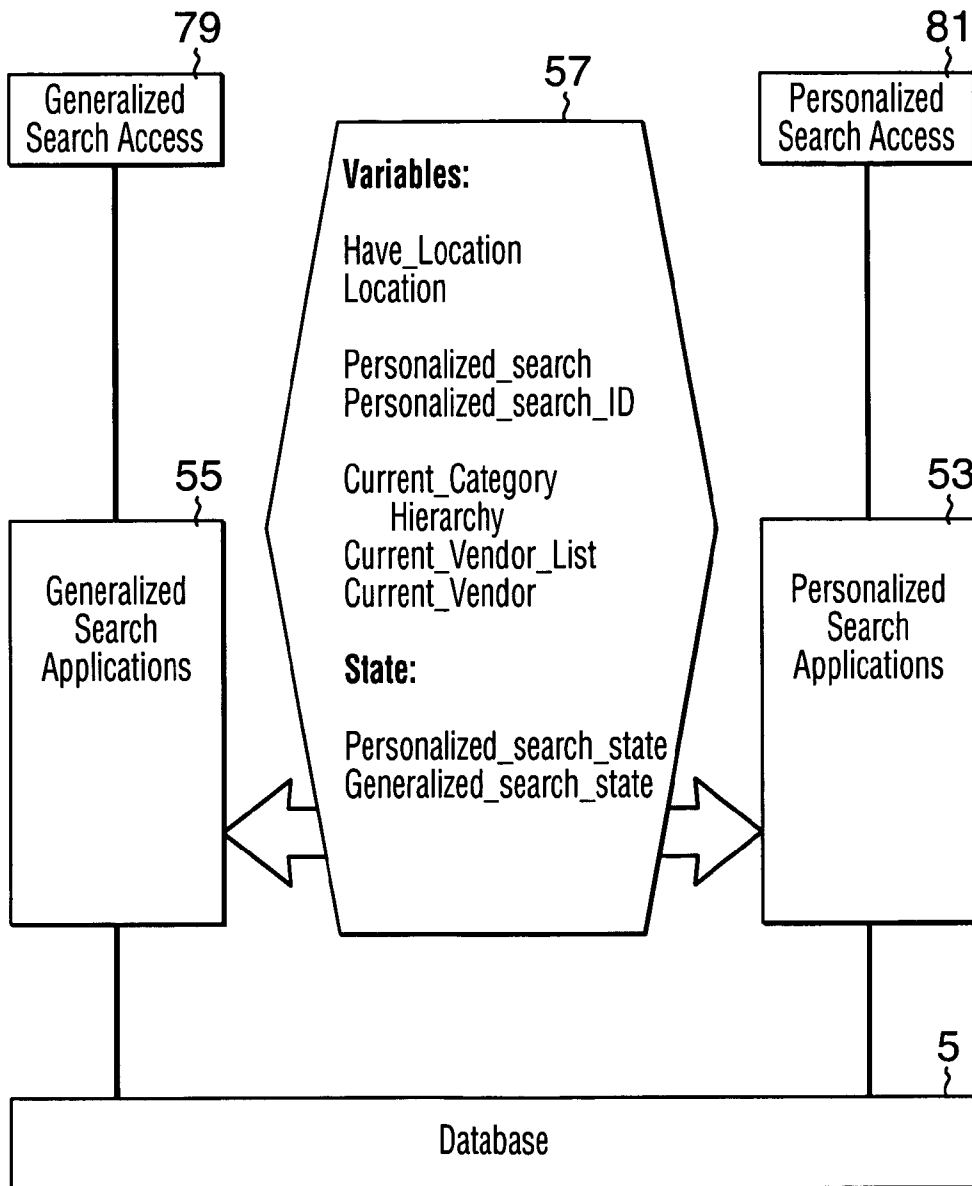 79
81
57
Generalized
Search Access
Personalized
Search Access
Variables:
Have_Location
Location
Personalized_search
Personalized_search_ID
Current_Category
Hierarchy
Current_Vendor_List
Current_Vendor
State:
Personalized_search_state
Generalized_search_state
55
Generalized
Search
Applications
53
Personalized
Search
Applications
5
Database